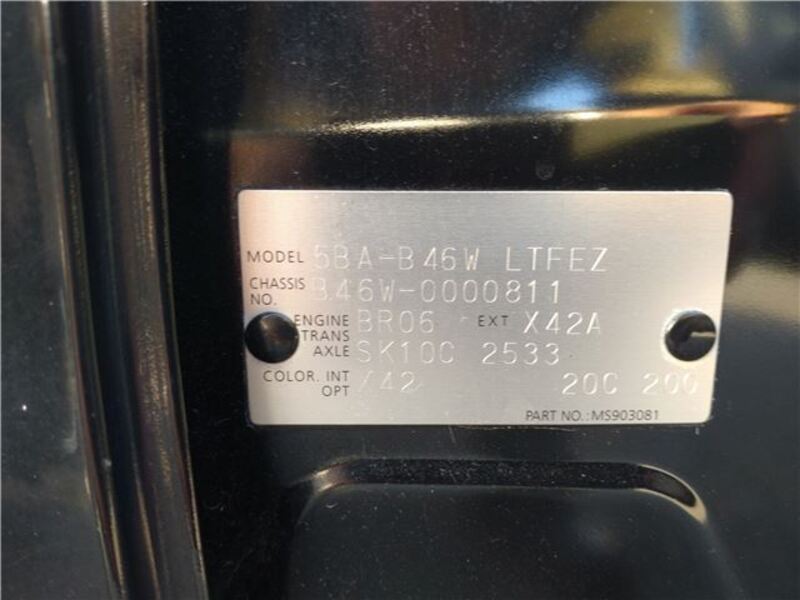 MODEL 5BA-B46W LTFEZ
CHASSIS NO. B46W-0000811
ENGINE BR06 EXT X42A
TRANS AXLE SK10C 2533
COLOR. INT OPT /42 20C 200
PART NO.:MS903081